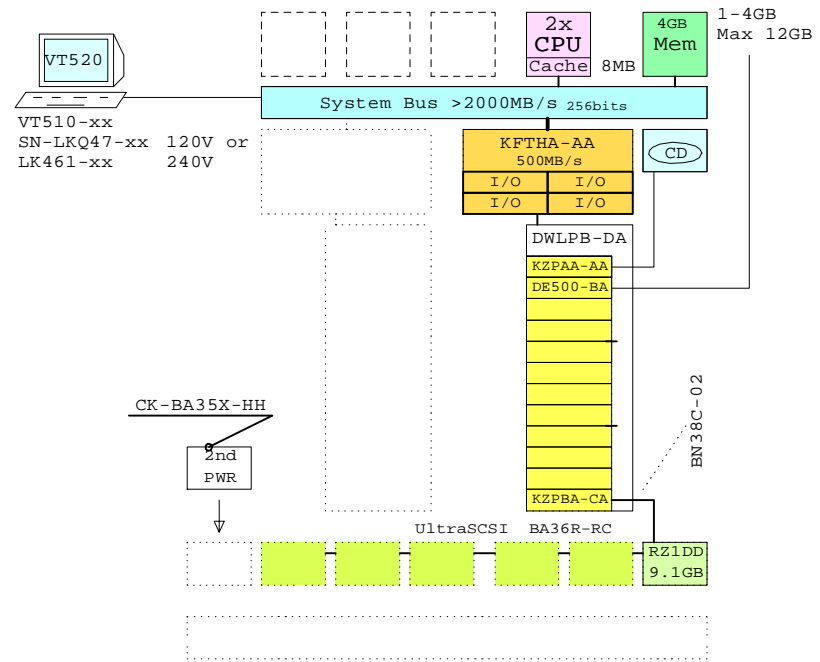 VT520
VT510-xx
SN-LKQ47-xx 120V or
LK461-xx 240V
2x
CPU
Cache 8MB
4GB
Mem
1-4GB
Max 12GB
System Bus >2000MB/s 256bits
KFTHA-AA
500MB/s
I/O I/O
I/O I/O
CD
DWLPB-DA
KZPAA-AA
DE500-BA
KZPBA-CA
BN38C-02
CK-BA35X-HH
2nd
PWR
UltraSCSI BA36R-RC
RZ1DD
9.1GB